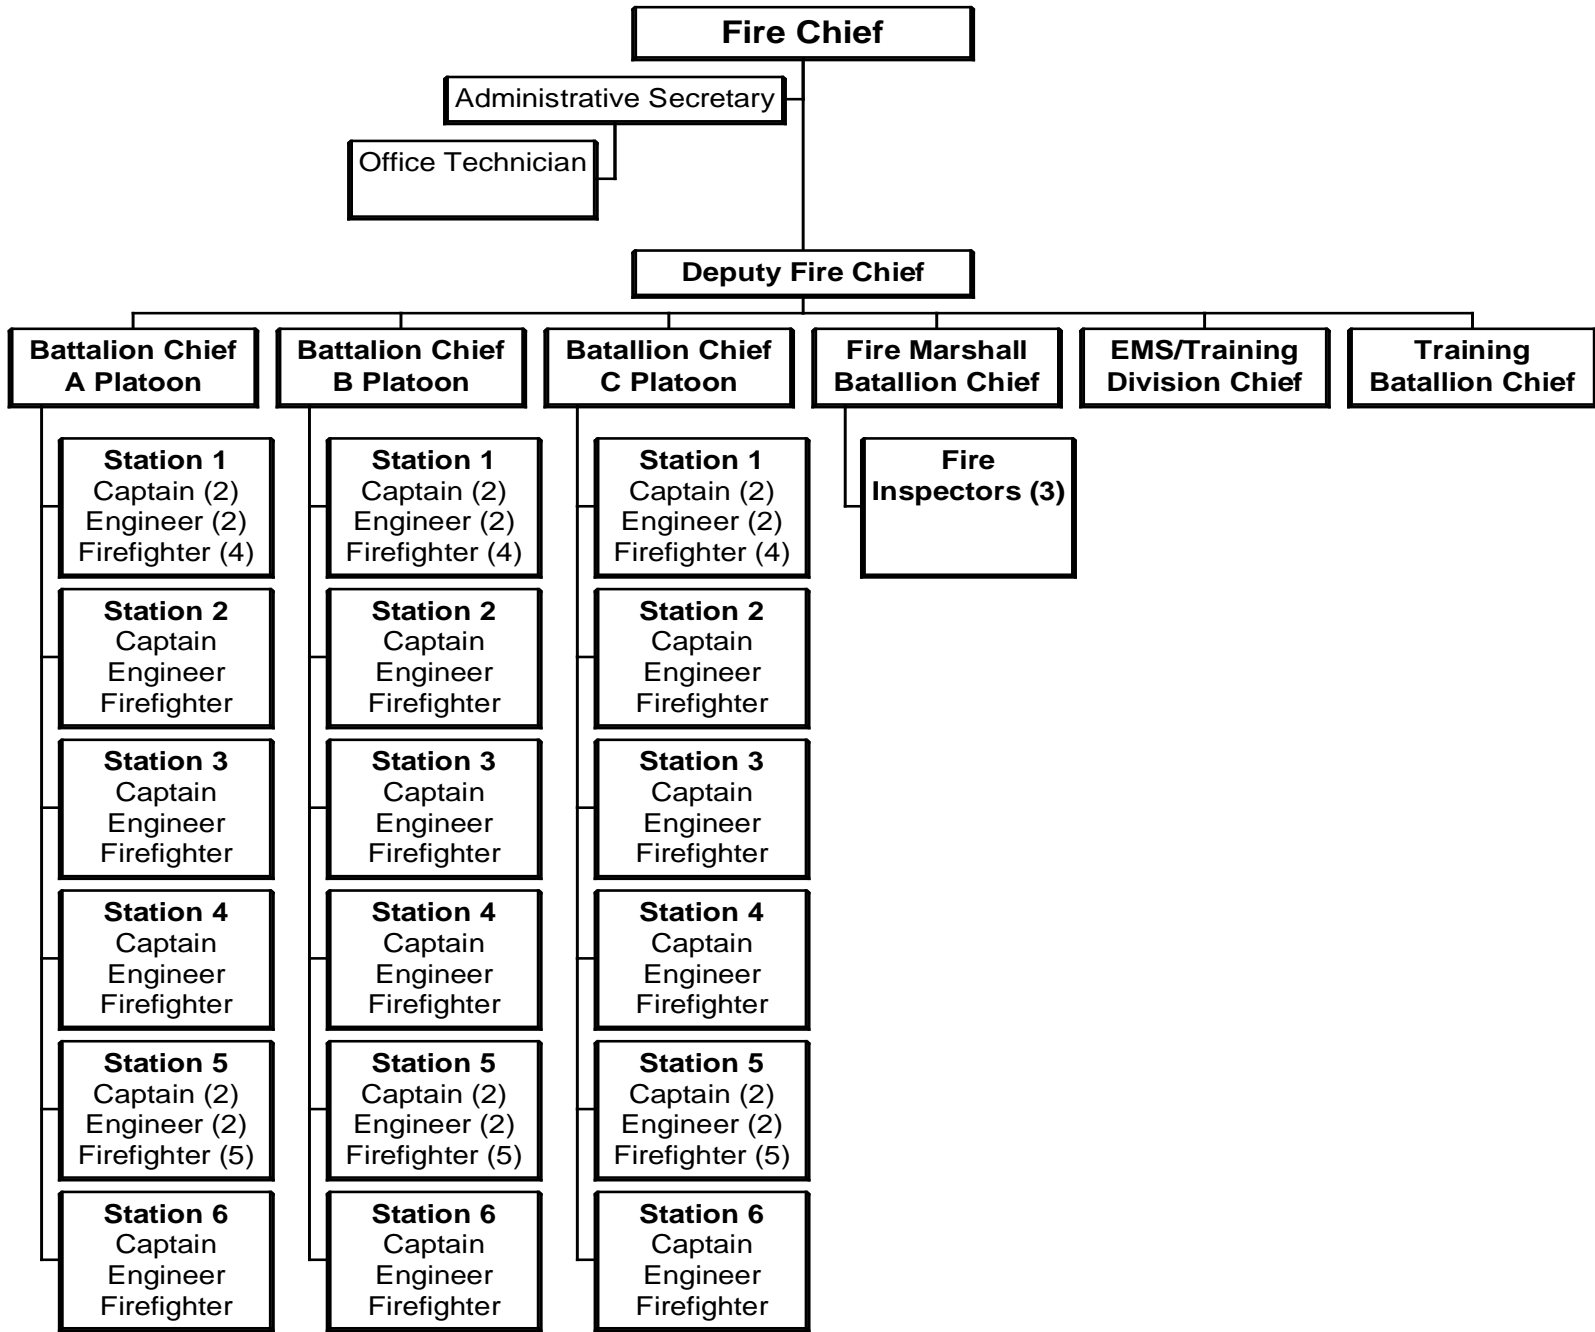 Fire Chief
Administrative Secretary
Office Technician
Deputy Fire Chief
Battalion Chief
A Platoon
Battalion Chief
B Platoon
Batallion Chief
C Platoon
Fire Marshall
Batallion Chief
EMS/Training
Division Chief
Training
Batallion Chief
Station 1
Captain (2)
Engineer (2)
Firefighter (4)
Station 2
Captain
Engineer
Firefighter
Station 3
Captain
Engineer
Firefighter
Station 4
Captain
Engineer
Firefighter
Station 5
Captain (2)
Engineer (2)
Firefighter (5)
Station 6
Captain
Engineer
Firefighter
Station 1
Captain (2)
Engineer (2)
Firefighter (4)
Station 2
Captain
Engineer
Firefighter
Station 3
Captain
Engineer
Firefighter
Station 4
Captain
Engineer
Firefighter
Station 5
Captain (2)
Engineer (2)
Firefighter (5)
Station 6
Captain
Engineer
Firefighter
Station 1
Captain (2)
Engineer (2)
Firefighter (4)
Station 2
Captain
Engineer
Firefighter
Station 3
Captain
Engineer
Firefighter
Station 4
Captain
Engineer
Firefighter
Station 5
Captain (2)
Engineer (2)
Firefighter (5)
Station 6
Captain
Engineer
Firefighter
Fire
Inspectors (3)